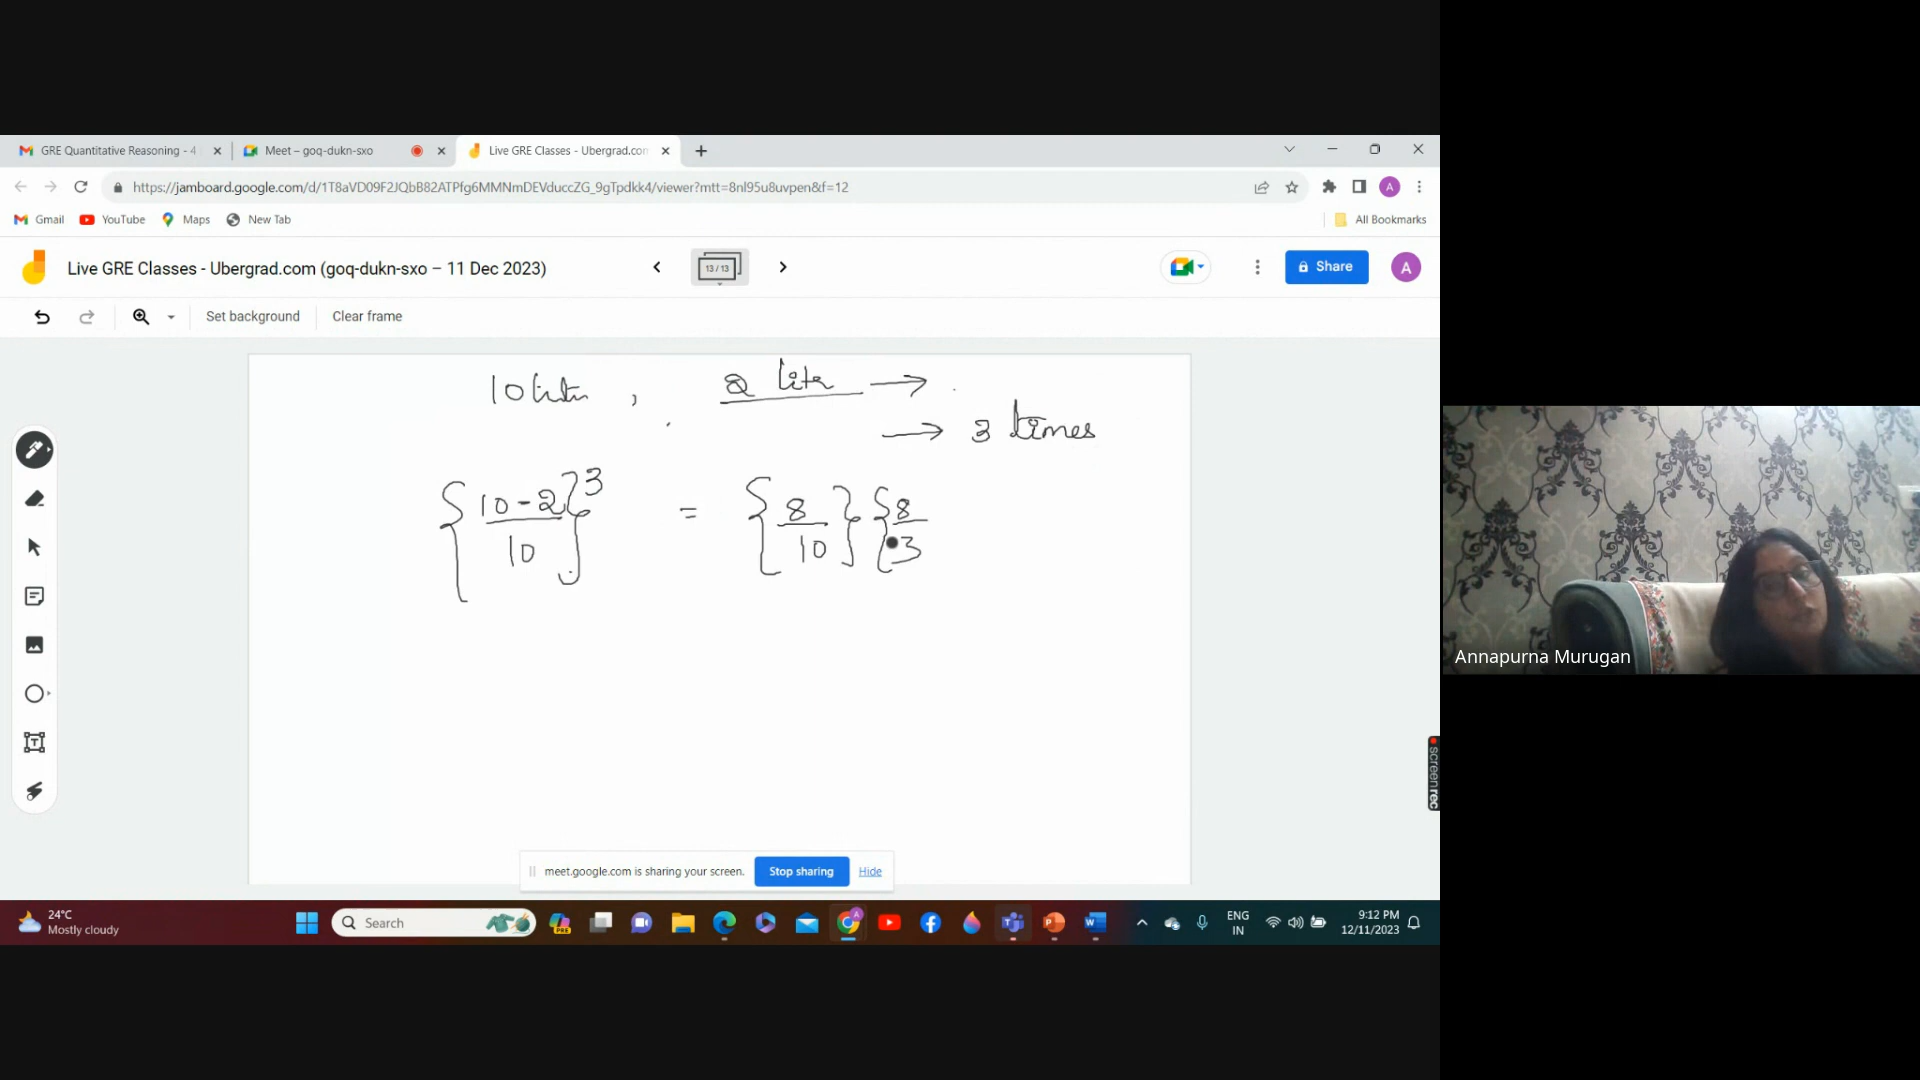 GRE Quantitative Reasoning - 4
Meet – goq-dukn-sxo
Live GRE Classes - Ubergrad.com
https://jamboard.google.com/d/1T8aVD09F2JQbB82ATPfg6MMNmDEVduccZG_9gTpdkk4/viewer?mtt=8nl95u8uvpen&f=12
A
Gmail YouTube Maps New Tab All Bookmarks
Live GRE Classes - Ubergrad.com (goq-dukn-sxo – 11 Dec 2023)
13 / 13
Share
A
Set background Clear frame
10 , 2 →
→ 3 times
{10-2}3 = {8} {8
10 10 3
Annapurna Murugan
screenrec
meet.google.com is sharing your screen. Stop sharing Hide
24°C
Mostly cloudy
Search
PRE
ENG
IN
9:12 PM
12/11/2023